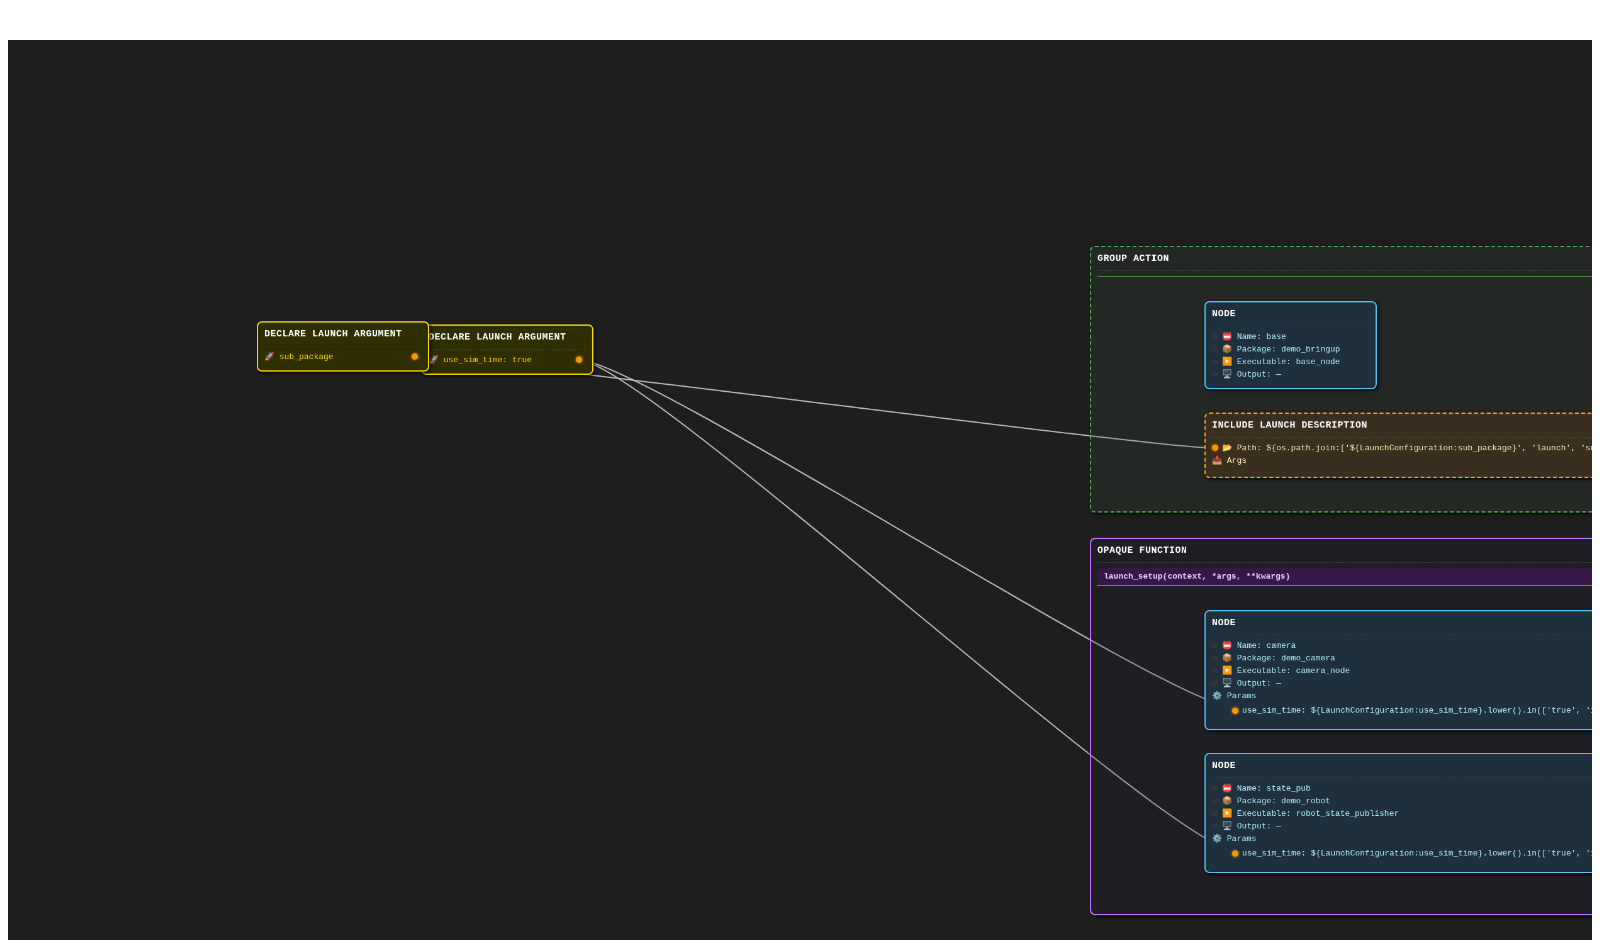 DECLARE LAUNCH ARGUMENT
sub_package
DECLARE LAUNCH ARGUMENT
use_sim_time: true
GROUP ACTION
NODE
Name: base
Package: demo_bringup
Executable: base_node
Output: —
INCLUDE LAUNCH DESCRIPTION
Path: ${os.path.join:['${LaunchConfiguration:sub_package}', 'launch',
Args
OPAQUE FUNCTION
launch_setup(context, *args, **kwargs)
NODE
Name: camera
Package: demo_camera
Executable: camera_node
Output: —
Params
use_sim_time: ${LaunchConfiguration:use_sim_time}.lower().in(['true',
NODE
Name: state_pub
Package: demo_robot
Executable: robot_state_publisher
Output: —
Params
use_sim_time: ${LaunchConfiguration:use_sim_time}.lower().in(['true',